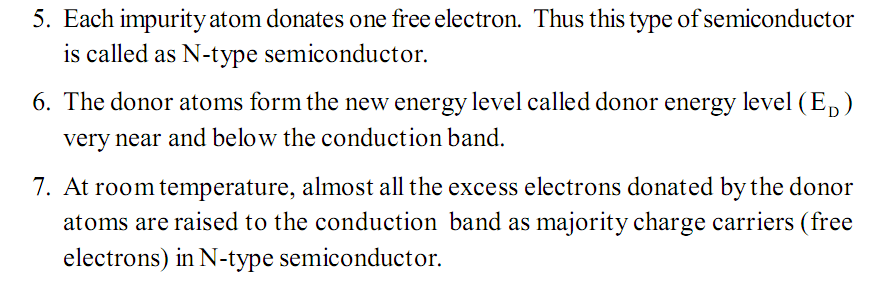 5. Each impurity atom donates one free electron. Thus this type of semiconductor
is called as N-type semiconductor.
6. The donor atoms form the new energy level called donor energy level (E_D)
very near and below the conduction band.
7. At room temperature, almost all the excess electrons donated by the donor
atoms are raised to the conduction band as majority charge carriers (free
electrons) in N-type semiconductor.